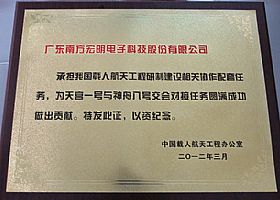 广东南方宏明电子科技股份有限公司
承担我国载人航天工程研制建设相关协作配套任
务，为天宫一号与神舟八号交会对接任务圆满成功
做出贡献。特发此证，以资纪念。
中国载人航天工程办公室
二〇一二年三月